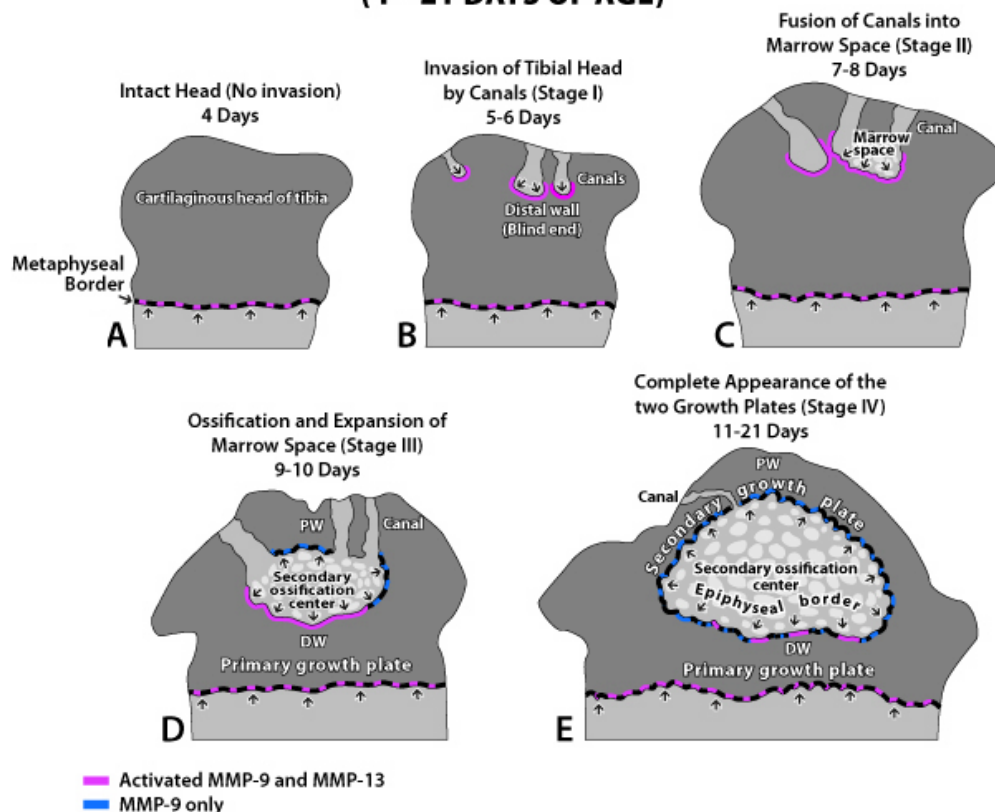 (4 - 21 DAYS OF AGE)
Intact Head (No invasion)
4 Days
Cartilaginous head of tibia
Metaphyseal
Border
A
Invasion of Tibial Head
by Canals (Stage I)
5-6 Days
Canals
Distal wall
(Blind end)
B
Fusion of Canals into
Marrow Space (Stage II)
7-8 Days
Canal
Marrow
space
C
Ossification and Expansion of
Marrow Space (Stage III)
9-10 Days
PW
Canal
Secondary
ossification
center
DW
Primary growth plate
D
Complete Appearance of the
two Growth Plates (Stage IV)
11-21 Days
PW
Canal
Secondary growth plate
Secondary ossification
center
Epiphyseal border
DW
Primary growth plate
E
Activated MMP-9 and MMP-13
MMP-9 only